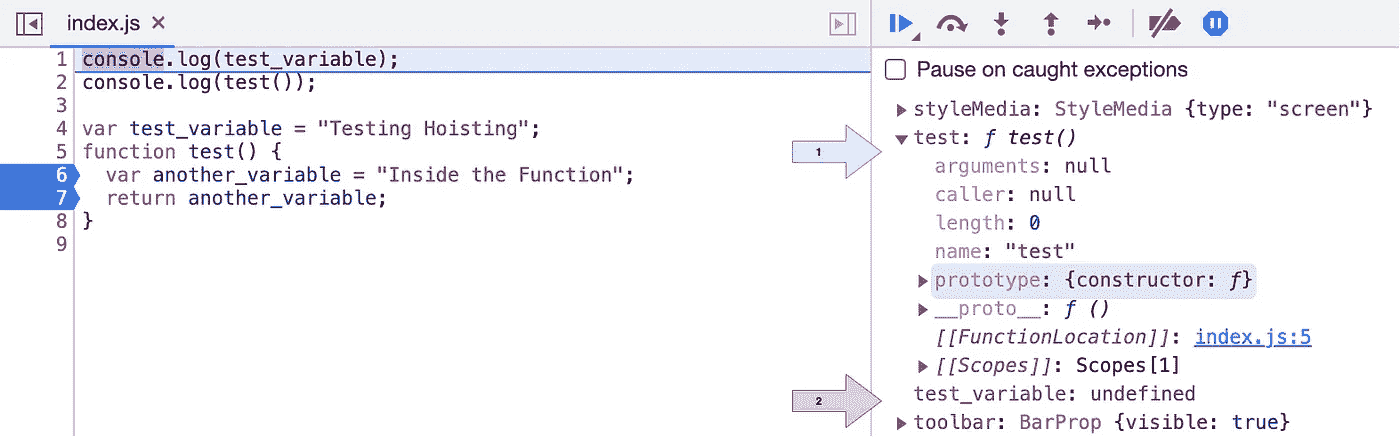 index.js ×
1 console.log(test_variable);
2 console.log(test());
3
4 var test_variable = "Testing Hoisting";
5 function test() {
6 var another_variable = "Inside the Function";
7 return another_variable;
8 }
9
Pause on caught exceptions
styleMedia: StyleMedia {type: "screen"}
1
test: ƒ test()
arguments: null
caller: null
length: 0
name: "test"
prototype: {constructor: ƒ}
__proto__: ƒ ()
[[FunctionLocation]]: index.js:5
[[Scopes]]: Scopes[1]
2
test_variable: undefined
toolbar: BarProp {visible: true}